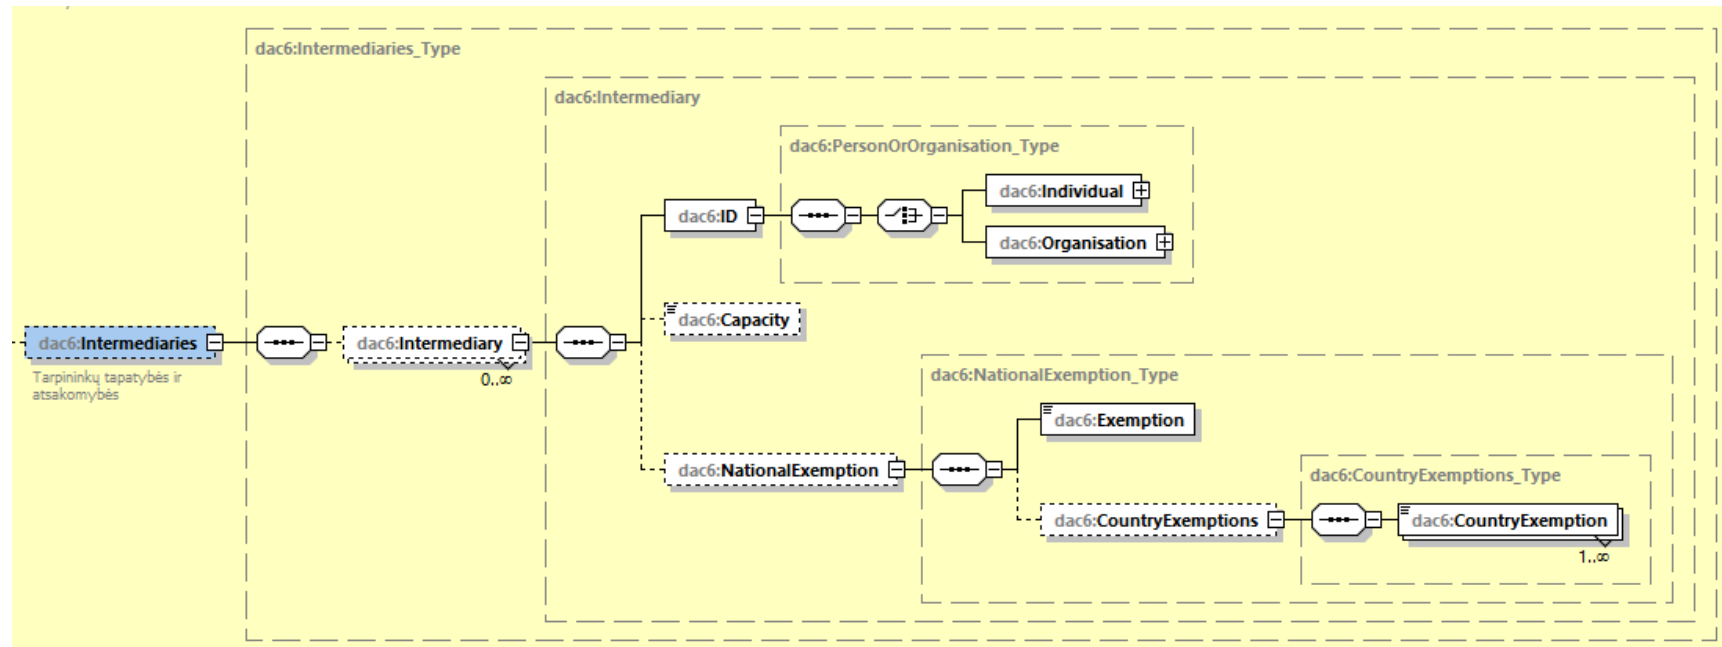 dac6:Intermediaries_Type
dac6:Intermediary
dac6:PersonOrOrganisation_Type
dac6:Individual
dac6:ID
dac6:Organisation
dac6:Capacity
dac6:Intermediaries
dac6:Intermediary
0..∞
Tarpininkų tapatybės ir
atsakomybės
dac6:NationalExemption_Type
dac6:Exemption
dac6:NationalExemption
dac6:CountryExemptions_Type
dac6:CountryExemptions
dac6:CountryExemption
1..∞